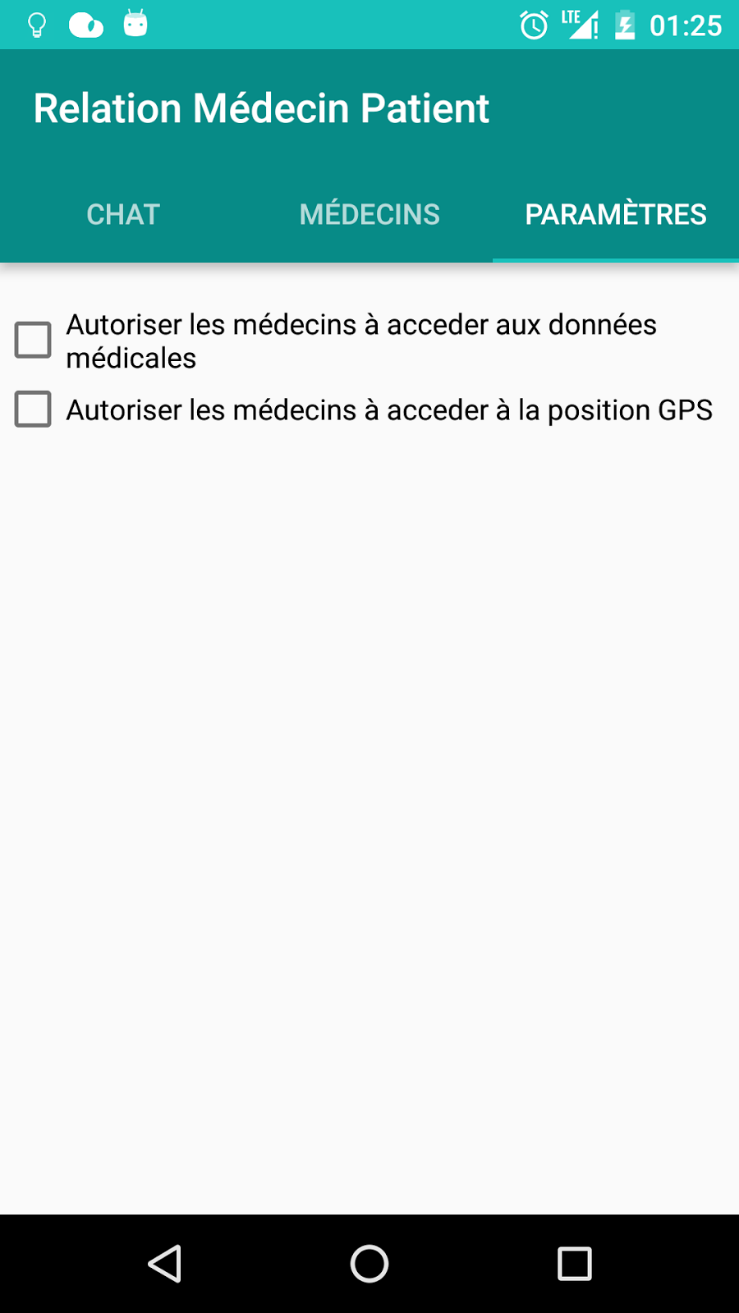 LTE 01:25
Relation Médecin Patient
CHAT MÉDECINS PARAMÈTRES
Autoriser les médecins à acceder aux données
médicales
Autoriser les médecins à acceder à la position GPS